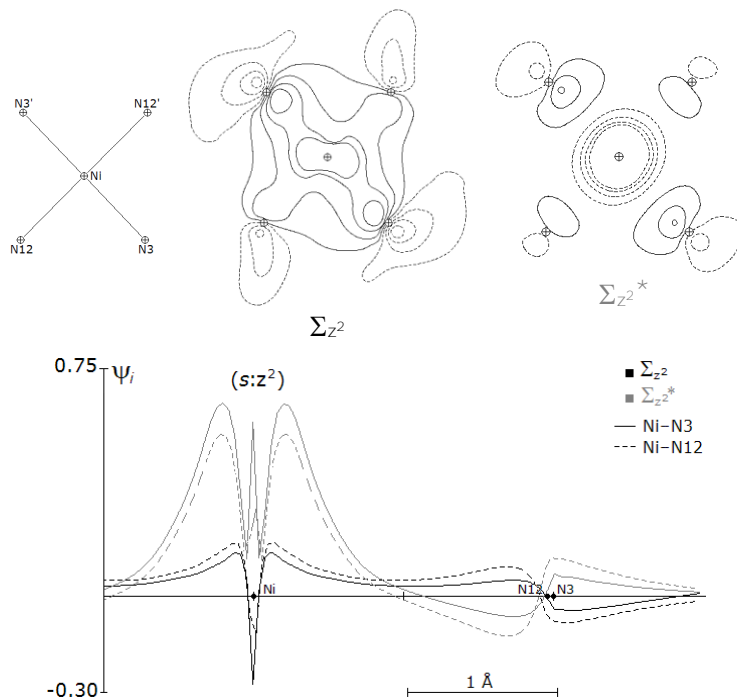 N3' N12'
Ni
N12 N3
Σz²
Σz²*
0.75
ψi
(s:z²)
Σz²
Σz²*
Ni–N3
Ni–N12
Ni
N12 N3
1 Å
-0.30